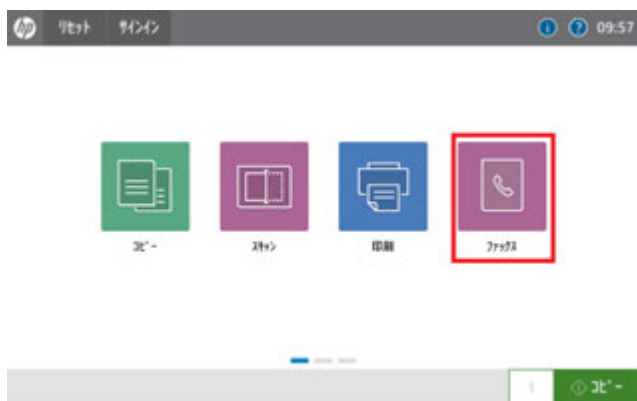 hp リセット サインイン i ? 09:57
コピー スキャン 印刷 ファックス
1 コピー